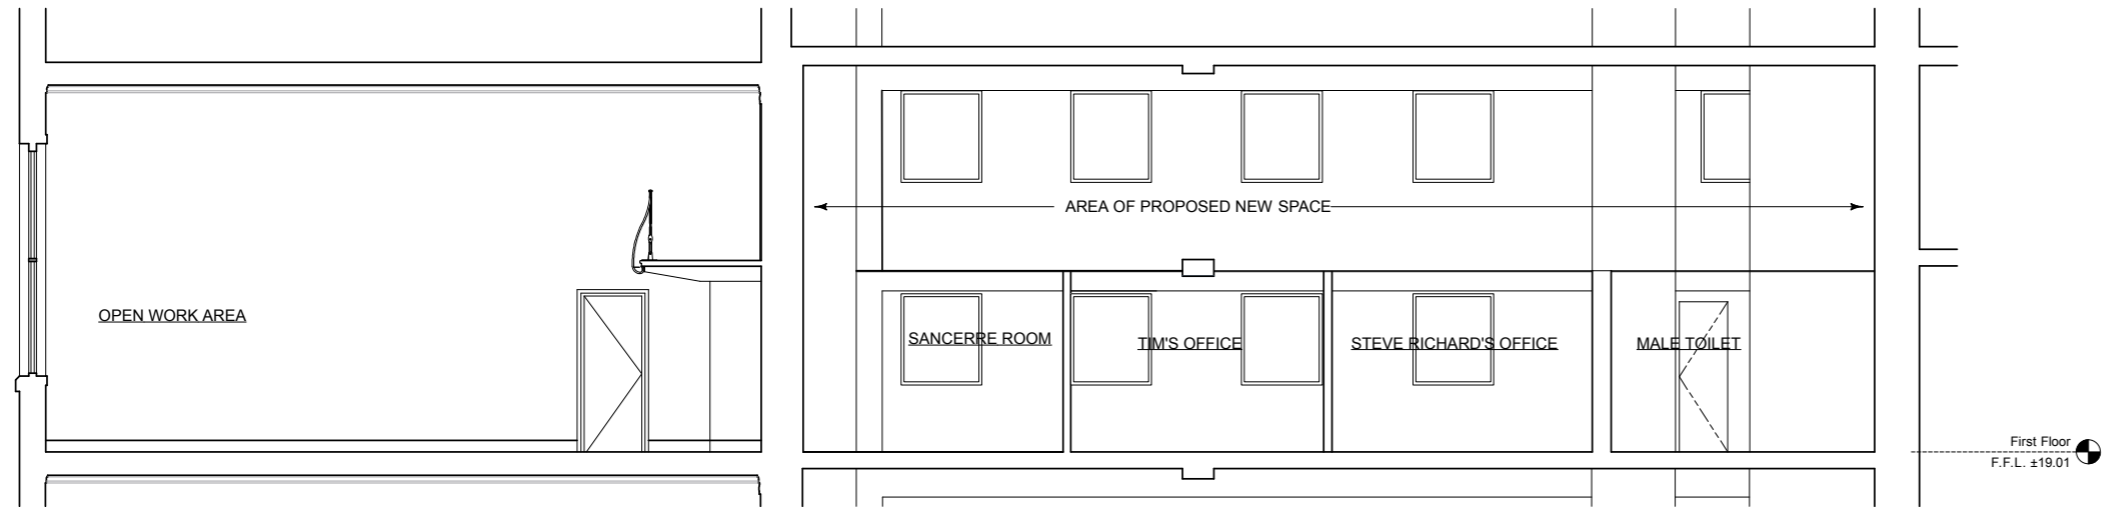 AREA OF PROPOSED NEW SPACE
OPEN WORK AREA
SANCERRE ROOM
TIM'S OFFICE
STEVE RICHARD'S OFFICE
MALE TOILET
First Floor
F.F.L. ±19.01